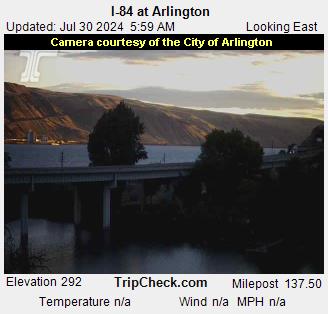 I-84 at Arlington
Updated: Jul 30 2024 5:59 AM Looking East
Camera courtesy of the City of Arlington
Elevation 292 TripCheck.com Milepost 137.50
Temperature n/a Wind n/a MPH n/a